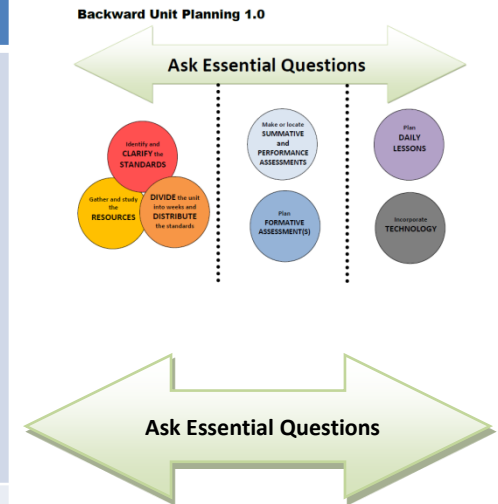 Backward Unit Planning 1.0
Ask Essential Questions
Identify and
CLARIFY the
STANDARDS
Gather and study
the
RESOURCES
DIVIDE the unit
into weeks and
DISTRIBUTE
the standards
Make or locate
SUMMATIVE
and
PERFORMANCE
ASSESSMENTS
Plan
FORMATIVE
ASSESSMENT(S)
Plan
DAILY
LESSONS
Incorporate
TECHNOLOGY
Ask Essential Questions